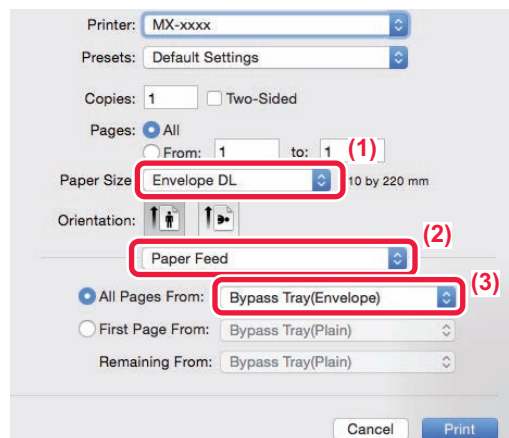 Printer: MX-xxxx
Presets: Default Settings
Copies: 1 Two-Sided
Pages: All
From: 1 to: 1 (1)
Paper Size Envelope DL 10 by 220 mm
Orientation:
(2)
Paper Feed
(3)
All Pages From: Bypass Tray(Envelope)
First Page From: Bypass Tray(Plain)
Remaining From: Bypass Tray(Plain)
Cancel Print